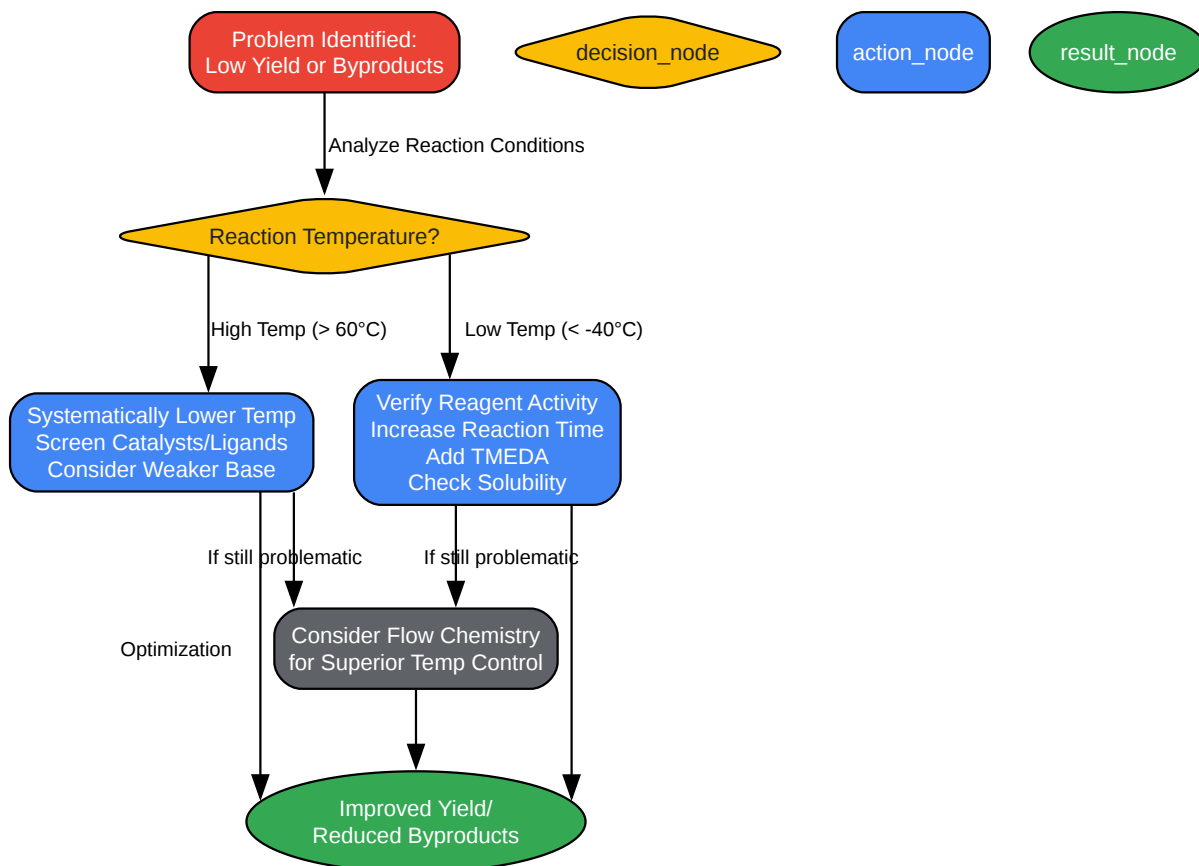 Problem Identified:
Low Yield or Byproducts
decision_node
action_node
result_node
Analyze Reaction Conditions
Reaction Temperature?
High Temp (> 60°C)
Low Temp (< -40°C)
Systematically Lower Temp
Screen Catalysts/Ligands
Consider Weaker Base
Verify Reagent Activity
Increase Reaction Time
Add TMEDA
Check Solubility
If still problematic
If still problematic
Optimization
Consider Flow Chemistry
for Superior Temp Control
Improved Yield/
Reduced Byproducts